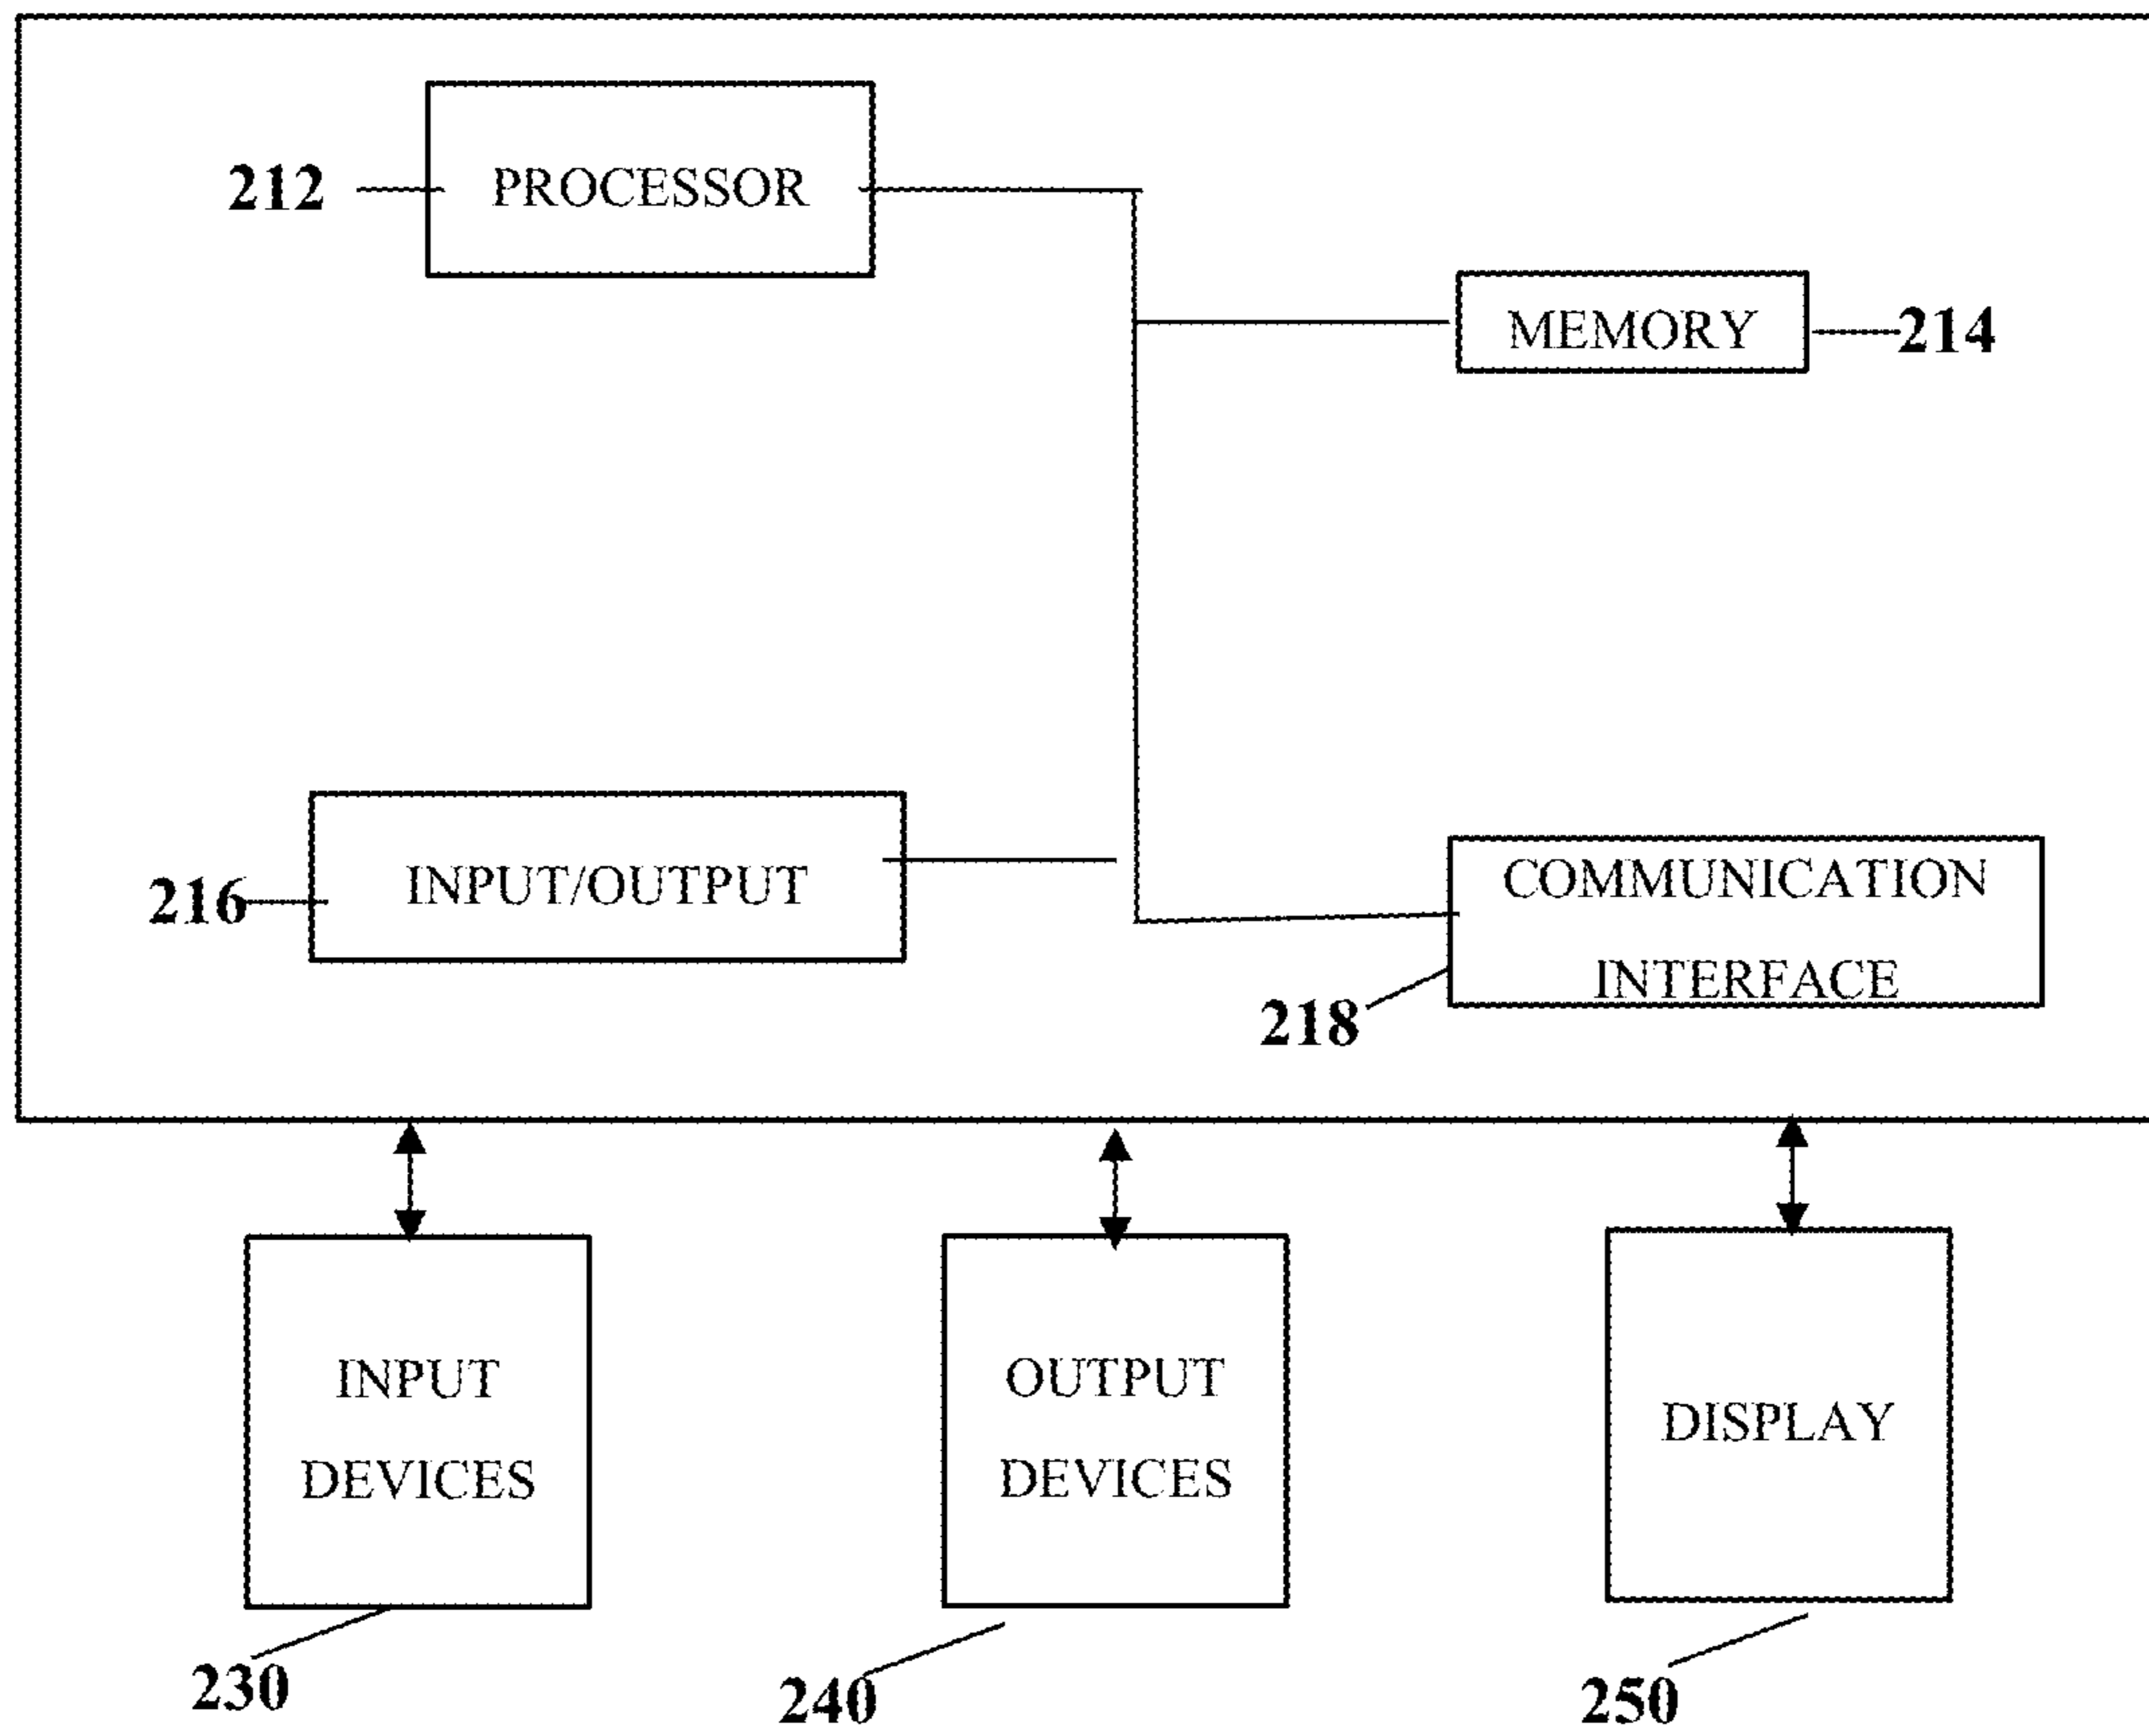 212
PROCESSOR
MEMORY
214
216
INPUT/OUTPUT
COMMUNICATION
INTERFACE
218
INPUT
DEVICES
OUTPUT
DEVICES
DISPLAY
230
240
250